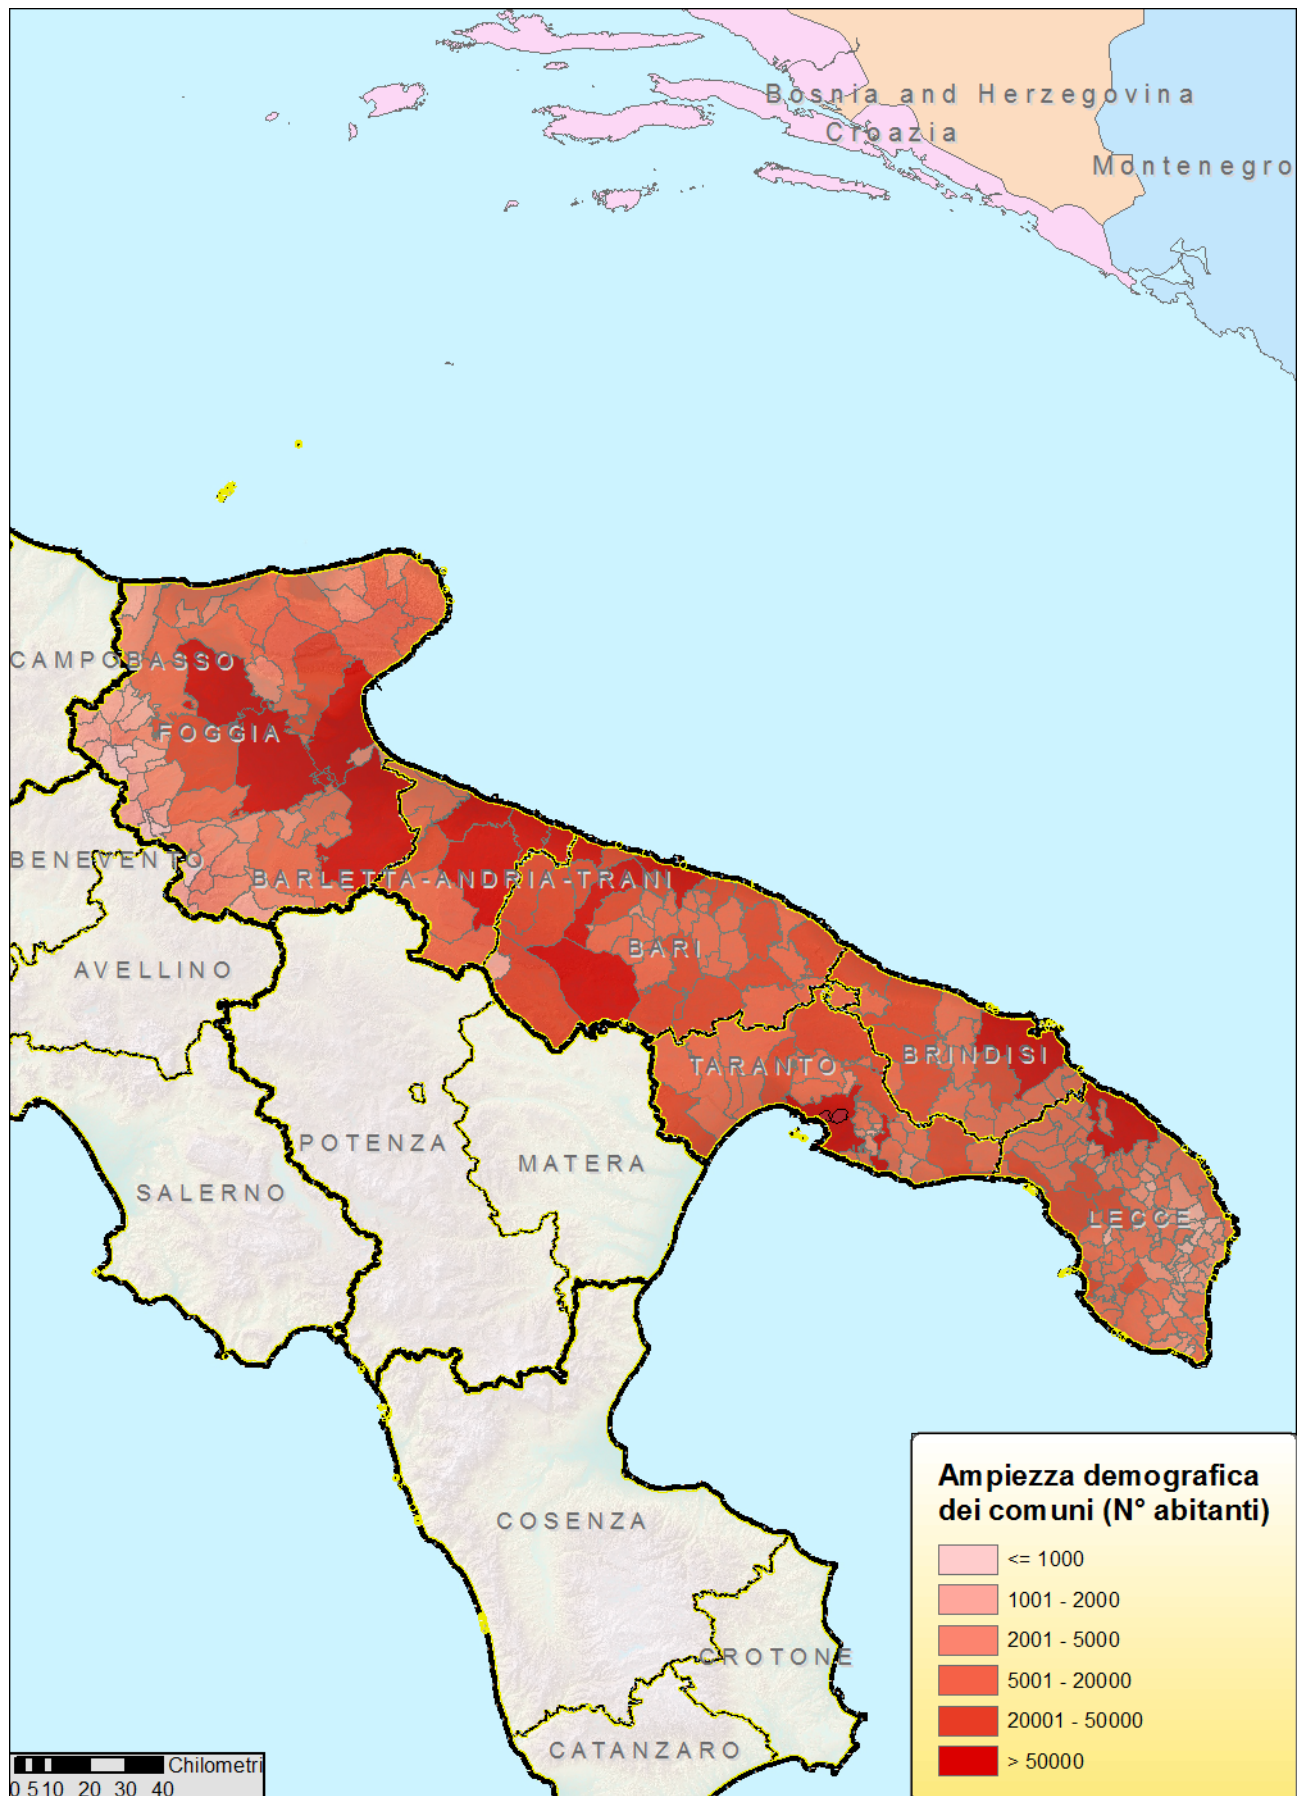 Bosnia and Herzegovina
Croazia
Montenegro
CAMPOBASSO
FOGGIA
BENEVENTO
BARLETTA-ANDRIA-TRANI
BARI
AVELLINO
BRINDISI
TARANTO
POTENZA
MATERA
SALERNO
LECCE
COSENZA
CROTONE
CATANZARO
Ampiezza demografica
dei comuni (N° abitanti)
<= 1000
1001 - 2000
2001 - 5000
5001 - 20000
20001 - 50000
> 50000
Chilometri
0 5 10 20 30 40